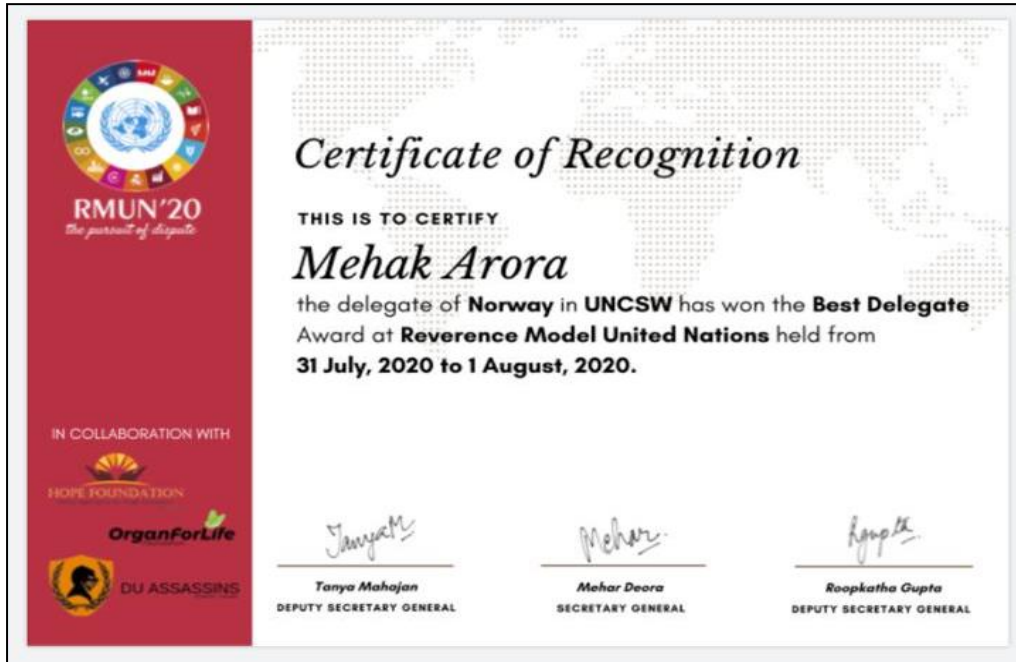 RMUN'20
the pursuit of dispute
IN COLLABORATION WITH
HOPE FOUNDATION
OrganForLife
DU ASSASSINS
Certificate of Recognition
THIS IS TO CERTIFY
Mehak Arora
the delegate of Norway in UNCSW has won the Best Delegate
Award at Reverence Model United Nations held from
31 July, 2020 to 1 August, 2020.
TanyaM
Mehar
Rgupta
Tanya Mahajan
Mehar Deora
Roopkatha Gupta
DEPUTY SECRETARY GENERAL
SECRETARY GENERAL
DEPUTY SECRETARY GENERAL